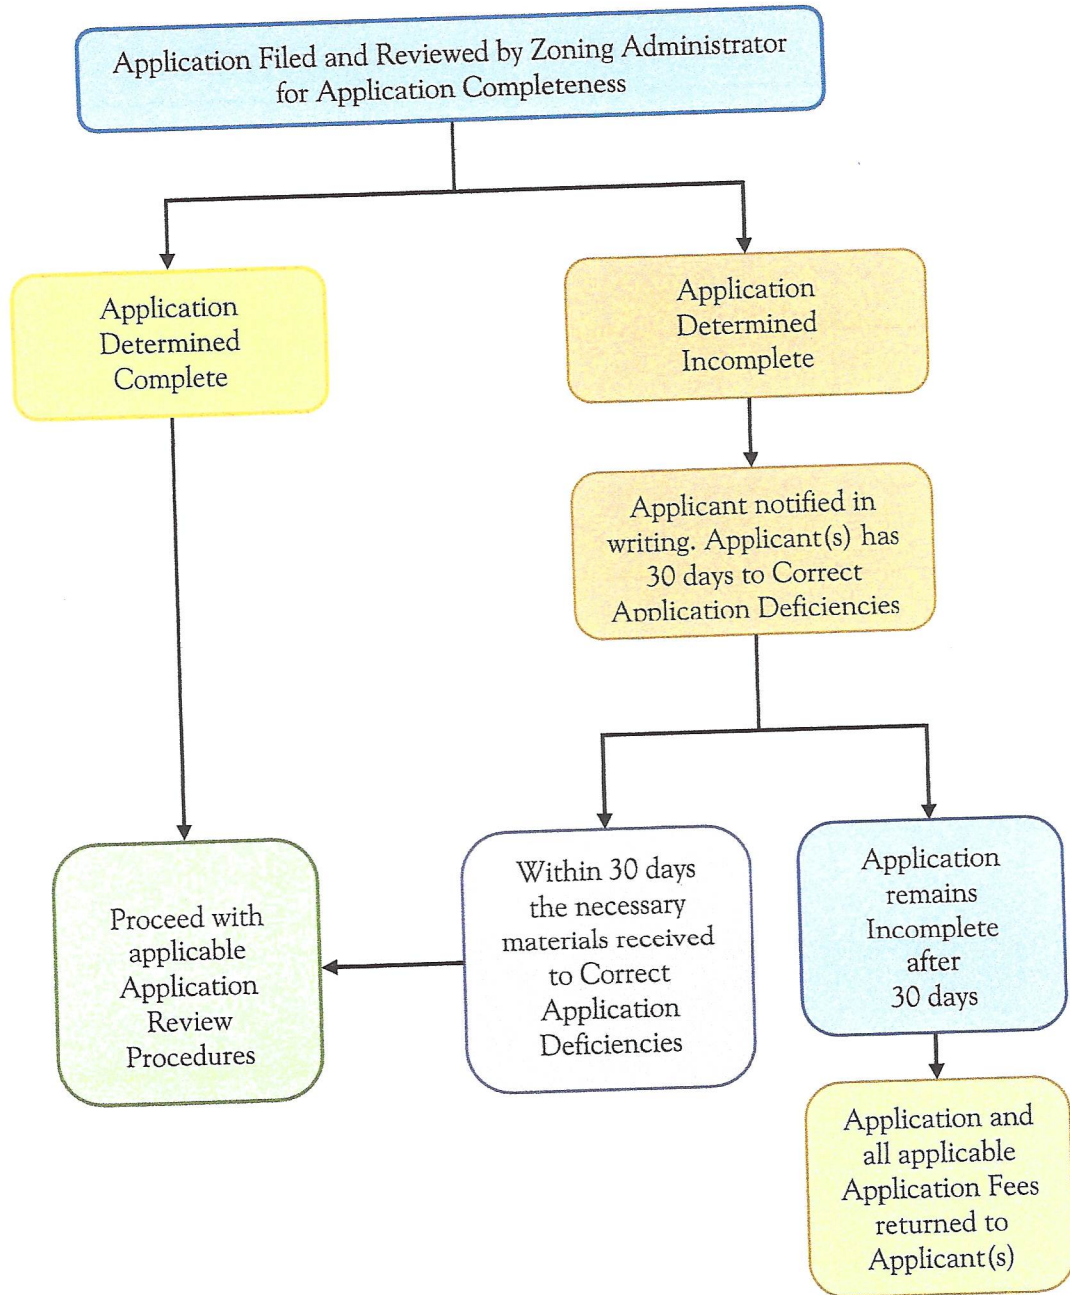 Application Filed and Reviewed by Zoning Administrator
for Application Completeness
Application
Determined
Complete
Application
Determined
Incomplete
Applicant notified in
writing. Applicant(s) has
30 days to Correct
Application Deficiencies
Proceed with
applicable
Application
Review
Procedures
Within 30 days
the necessary
materials received
to Correct
Application
Deficiencies
Application
remains
Incomplete
after
30 days
Application and
all applicable
Application Fees
returned to
Applicant(s)